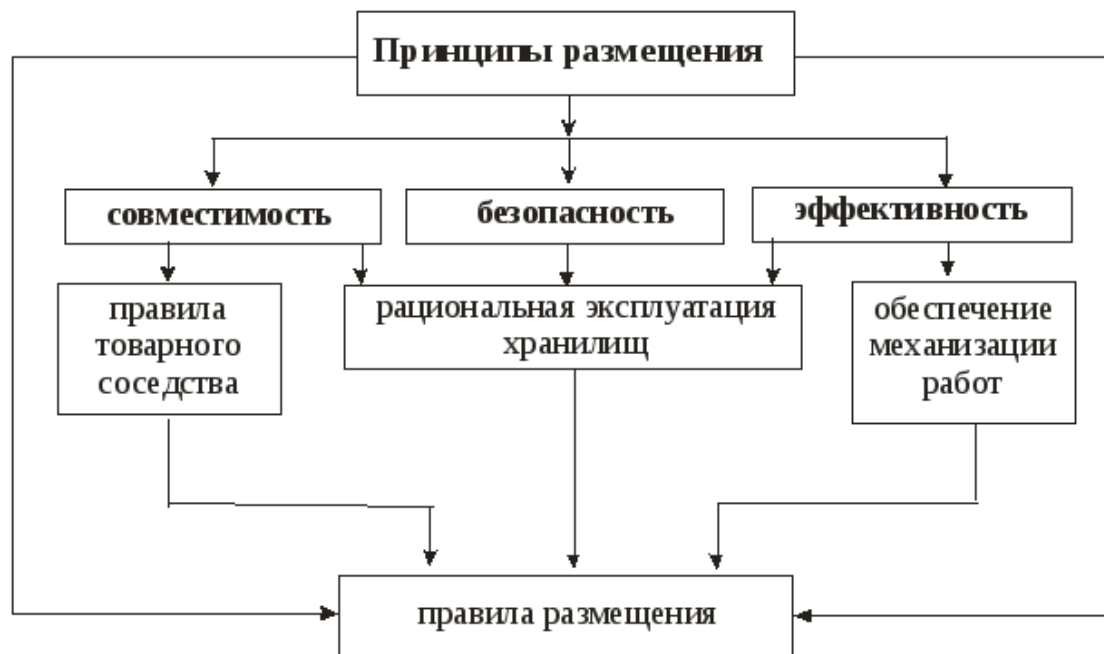 Принципы размещения
совместимость
безопасность
эффективность
правила
товарного
соседства
рациональная эксплуатация
хранилищ
обеспечение
механизации
работ
правила размещения